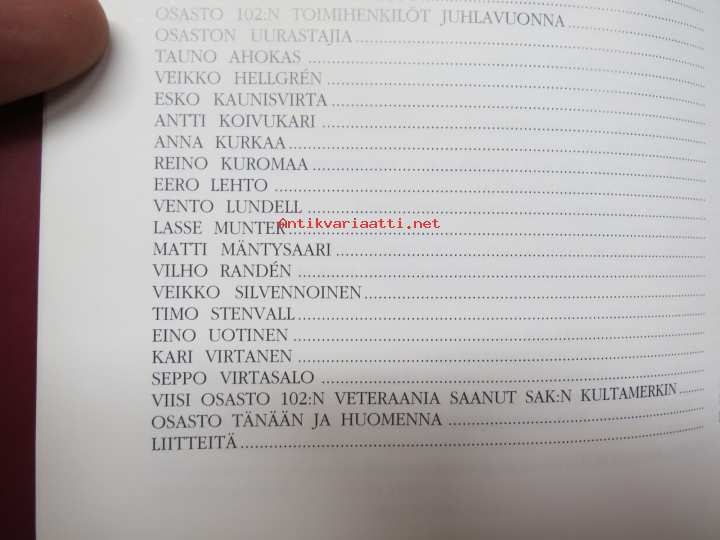 OSASTO 102:N TOIMIHENKILÖT JUHLAVUONNA
OSASTON UURASTAJIA
TAUNO AHOKAS
VEIKKO HELLGRÉN
ESKO KAUNISVIRTA
ANTTI KOIVUKARI
ANNA KURKAA
REINO KUROMAA
EERO LEHTO
VENTO LUNDELL
Antikvariaatti.net
LASSE MUNTER
MATTI MÄNTYSAARI
VILHO RANDÉN
VEIKKO SILVENNOINEN
TIMO STENVALL
EINO UOTINEN
KARI VIRTANEN
SEPPO VIRTASALO
VIISI OSASTO 102:N VETERAANIA SAANUT SAK:N KULTAMERKIN
OSASTO TÄNÄÄN JA HUOMENNA
LIITTEITÄ